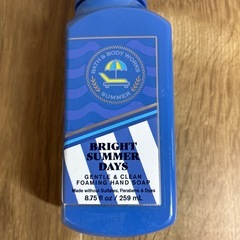 BATH & BODY WORKS
SUMMER
BRIGHT
SUMMER
DAYS
GENTLE & CLEAN
FOAMING HAND SOAP
Made without Sulfates, Parabens & Dyes
8.75 fl oz / 259 mL